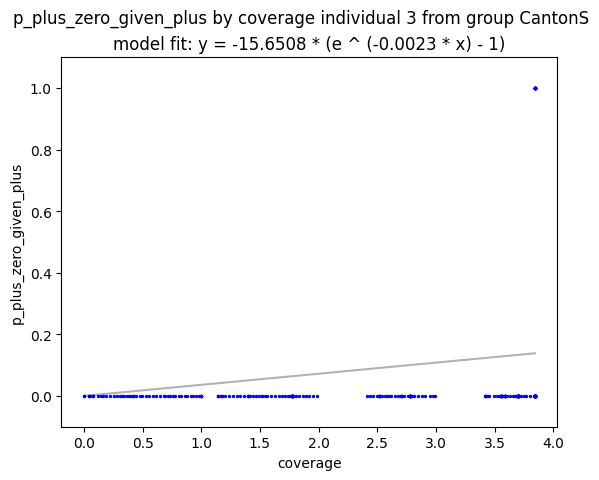 p_plus_zero_given_plus by coverage individual 3 from group CantonS
model fit: y = -15.6508 * (e ^ (-0.0023 * x) - 1)
1.0
0.8
0.6
0.4
0.2
0.0
p_plus_zero_given_plus
0.0 0.5 1.0 1.5 2.0 2.5 3.0 3.5 4.0
coverage